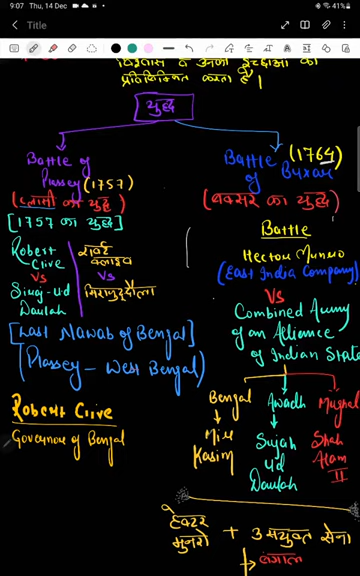 9:07 Thu, 14 Dec
41%
Title
विश्वास व उनकी इच्छाओं का
प्रतिनिधित्व करता है।
युद्ध
Battle of
Plassey (1757)
(प्लासी का युद्ध)
[1757 का युद्ध]
Robert
Clive
VS
Siraj-Ud
Daulah
रॉबर्ट
क्लाइव
VS
सिराजुद्दौला
[Last Nawab of Bengal]
(Plassey – West Bengal)
Robert Clive
Governor of Bengal
Battle (1764)
of Buxar
(बक्सर का युद्ध)
Battle
Hector Munro
(East India Company)
VS
Combined Army
of an Alliance
of Indian State
Bengal
Mir
Kasim
Awadh
Sujah
ud
Daulah
Mughal
Shah
Alam
II
हेक्टर
मुनरो + 3 संयुक्त सेना
बंगाल